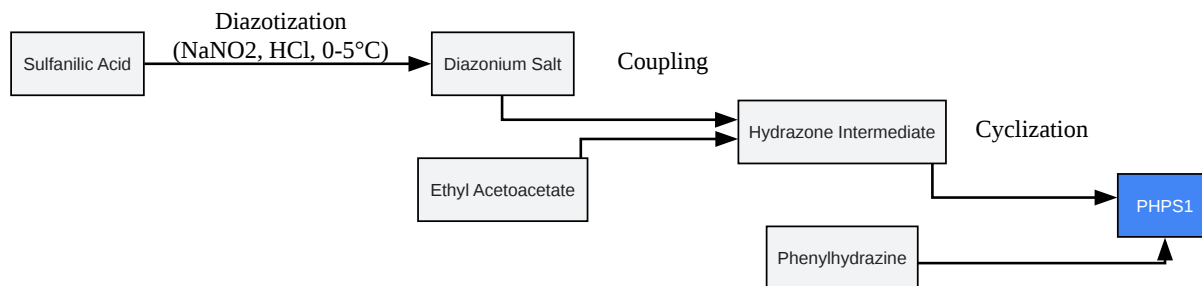 Diazotization
(NaNO2, HCl, 0-5°C)
Sulfanilic Acid
Diazonium Salt
Coupling
Ethyl Acetoacetate
Hydrazone Intermediate
Cyclization
Phenylhydrazine
PHPS1